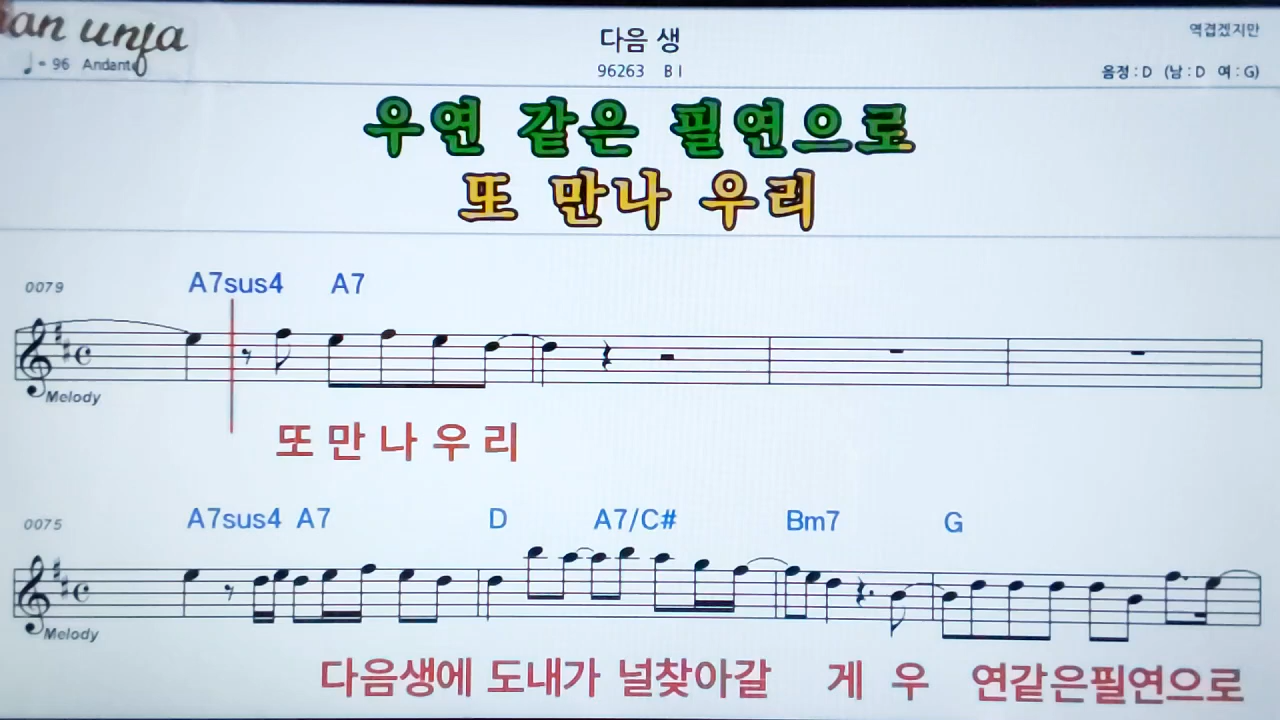 an unja
다음 생
역겹겠지만
♩= 96 Andante
96263 B I
음정 : D (남 : D 여 : G)
우연 같은 필연으로
또 만나 우리
0079 A7sus4 A7
Melody
또 만 나 우 리
0075 A7sus4 A7 D A7/C# Bm7 G
Melody
다음생에 도내가 널찾아갈 게 우 연같은필연으로